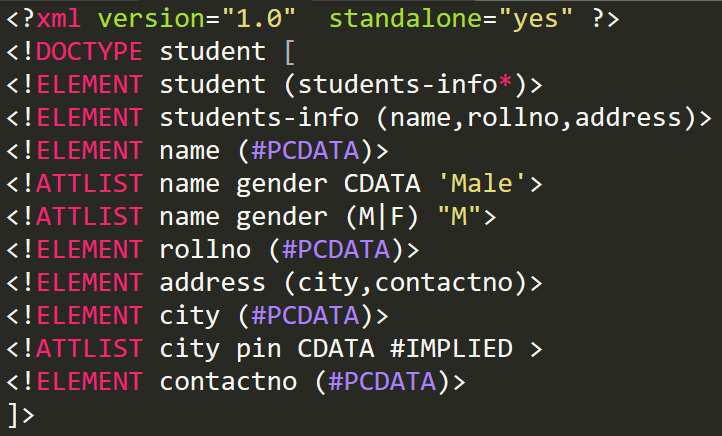 <?xml version="1.0"  standalone="yes" ?>
<!DOCTYPE student [
<!ELEMENT student (students-info*)>
<!ELEMENT students-info (name,rollno,address)>
<!ELEMENT name (#PCDATA)>
<!ATTLIST name gender CDATA 'Male'>
<!ATTLIST name gender (M|F) "M">
<!ELEMENT rollno (#PCDATA)>
<!ELEMENT address (city,contactno)>
<!ELEMENT city (#PCDATA)>
<!ATTLIST city pin CDATA #IMPLIED >
<!ELEMENT contactno (#PCDATA)>
]>